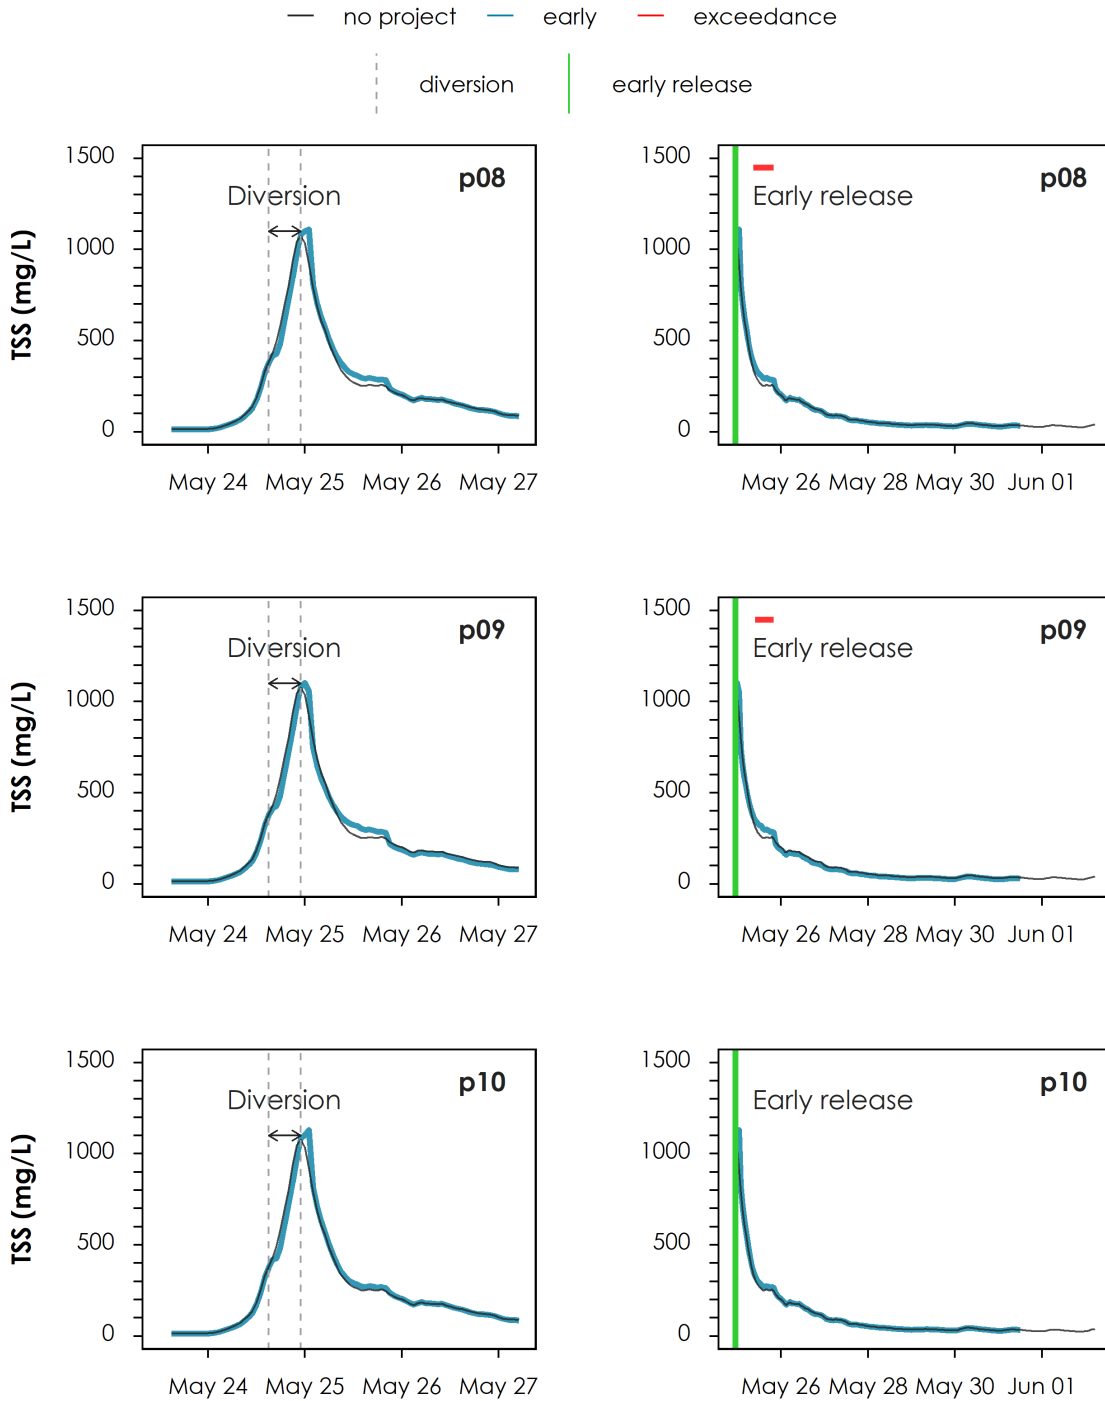 no project early exceedance
diversion early release
1500 p08 1500 p08
Diversion Early release
1000 1000
TSS (mg/L)
500 500
0 0
May 24 May 25 May 26 May 27 May 26 May 28 May 30 Jun 01
1500 p09 1500 p09
Diversion Early release
1000 1000
TSS (mg/L)
500 500
0 0
May 24 May 25 May 26 May 27 May 26 May 28 May 30 Jun 01
1500 p10 1500 p10
Diversion Early release
1000 1000
TSS (mg/L)
500 500
0 0
May 24 May 25 May 26 May 27 May 26 May 28 May 30 Jun 01